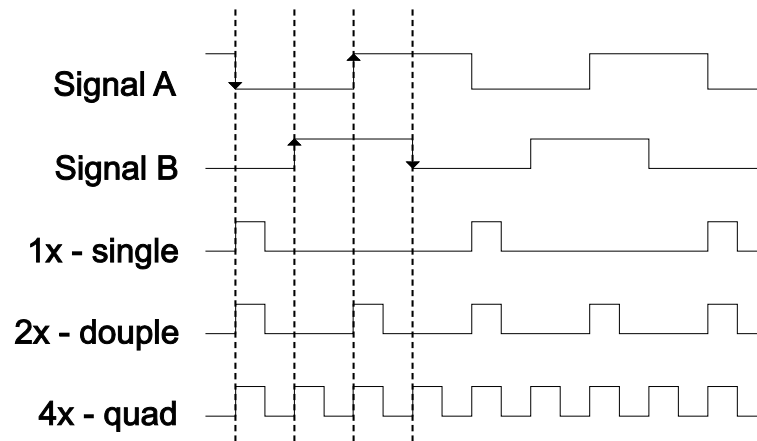 Signal A
Signal B
1x - single
2x - douple
4x - quad